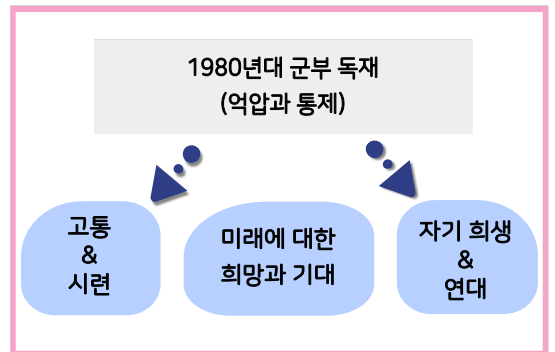 1980년대 군부 독재
(억압과 통제)
고통
&
시련
미래에 대한
희망과 기대
자기 희생
&
연대